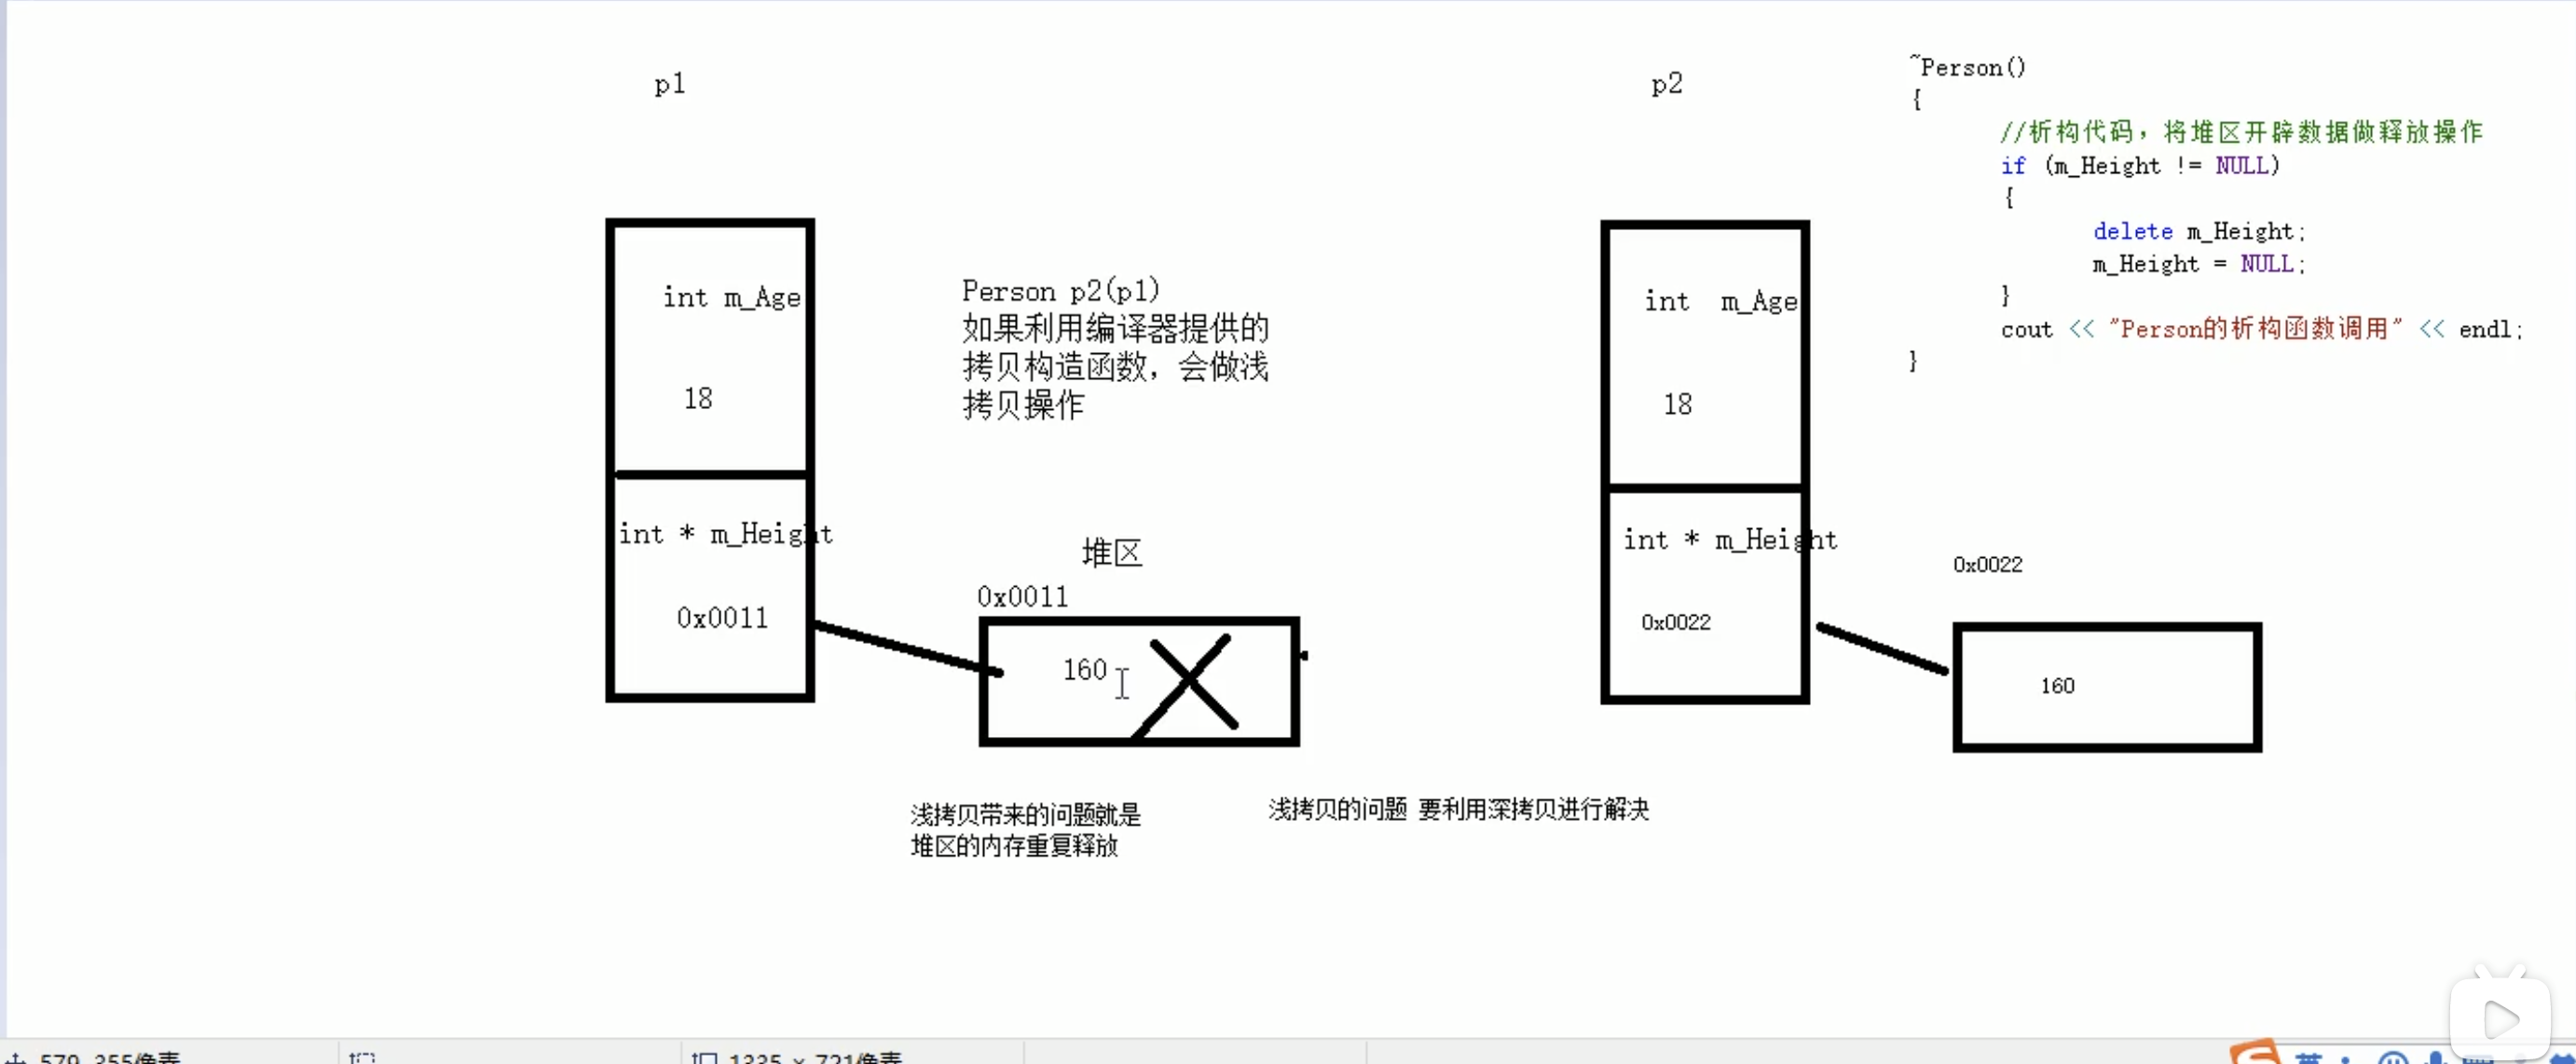 p1
int m_Age
18
int * m_Height
0x0011
Person p2(p1)
如果利用编译器提供的
拷贝构造函数，会做浅
拷贝操作
堆区
0x0011
160
浅拷贝带来的问题就是
堆区的内存重复释放
浅拷贝的问题 要利用深拷贝进行解决
p2
int  m_Age
18
int * m_Height
0x0022
0x0022
160
~Person()
{
//析构代码，将堆区开辟数据做释放操作
if (m_Height != NULL)
{
delete m_Height;
m_Height = NULL;
}
cout << "Person的析构函数调用" << endl;
}
579, 355像素
1335 × 721像素
英